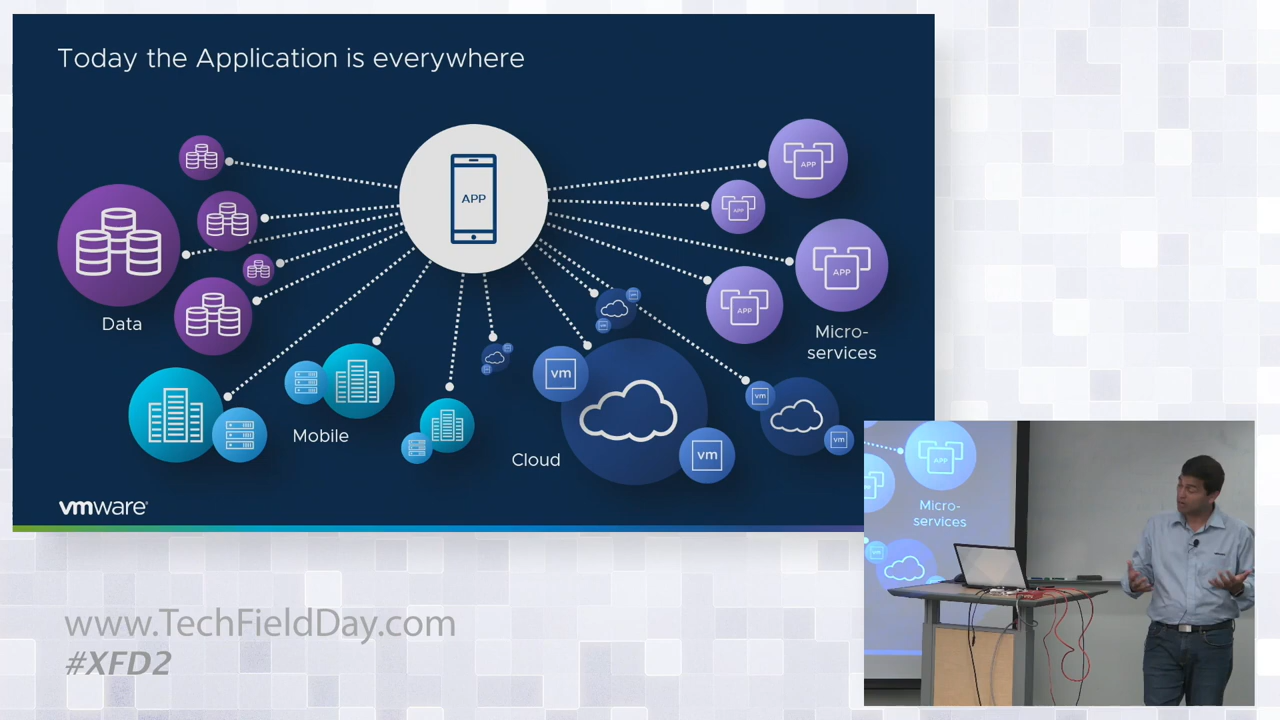 Today the Application is everywhere
APP
APP
APP
APP
APP
Data
Micro-
services
vm
vm
vm
vm
Mobile
Cloud
vmware®
APP
Micro-
services
www.TechFieldDay.com
#XFD2